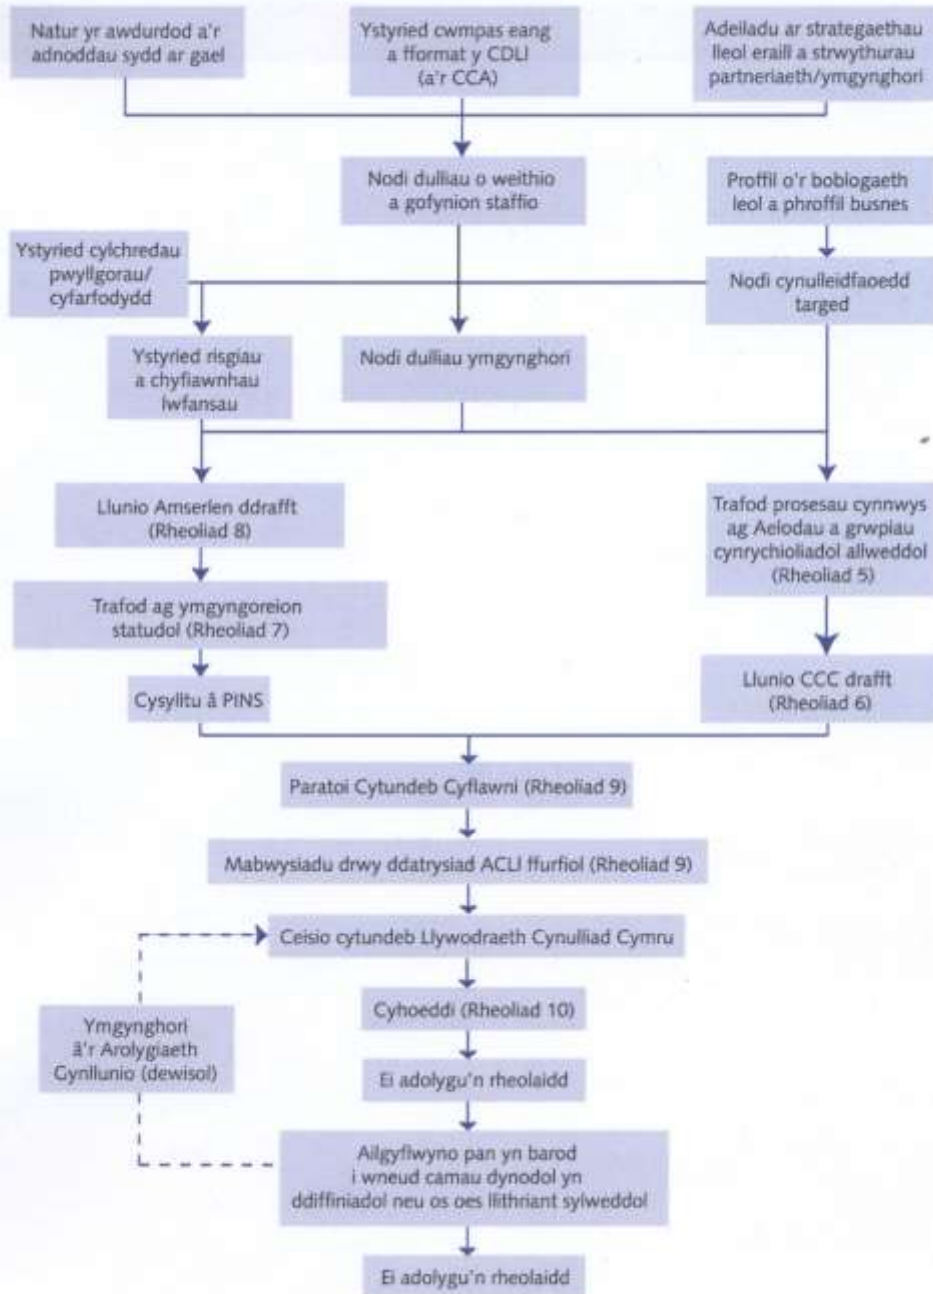 Natur yr awdurdod a'r
adnoddau sydd ar gael
Ystyried cwmpas eang
a fformat y CDLl
(a'r CCA)
Adeiladu ar strategaethau
lleol eraill a strwythurau
partneriaeth/ymgynghori
Nodi dulliau o weithio
a gofynion staffio
Proffil o'r boblogaeth
leol a phroffil busnes
Ystyried cylchredau
pwyllgorau/
cyfarfodydd
Nodi cynulleidfaoedd
targed
Ystyried risgiau
a chyfiawnhau
lwfansau
Nodi dulliau ymgynghori
Llunio Amserlen ddrafft
(Rheoliad 8)
Trafod prosesau cynnwys
ag Aelodau a grwpiau
cynrychioliadol allweddol
(Rheoliad 5)
Trafod ag ymgyngoreion
statudol (Rheoliad 7)
Cysylltu â PINS
Llunio CCC drafft
(Rheoliad 6)
Paratoi Cytundeb Cyflawni (Rheoliad 9)
Mabwysiadu drwy ddatrysiad ACLl ffurfiol (Rheoliad 9)
Ceisio cytundeb Llywodraeth Cynulliad Cymru
Cyhoeddi (Rheoliad 10)
Ymgynghori
â'r Arolygiaeth
Gynllunio (dewisol)
Ei adolygu'n rheolaidd
Ailgyflwyno pan yn barod
i wneud camau dynodol yn
ddiffiniadol neu os oes llithriant sylweddol
Ei adolygu'n rheolaidd